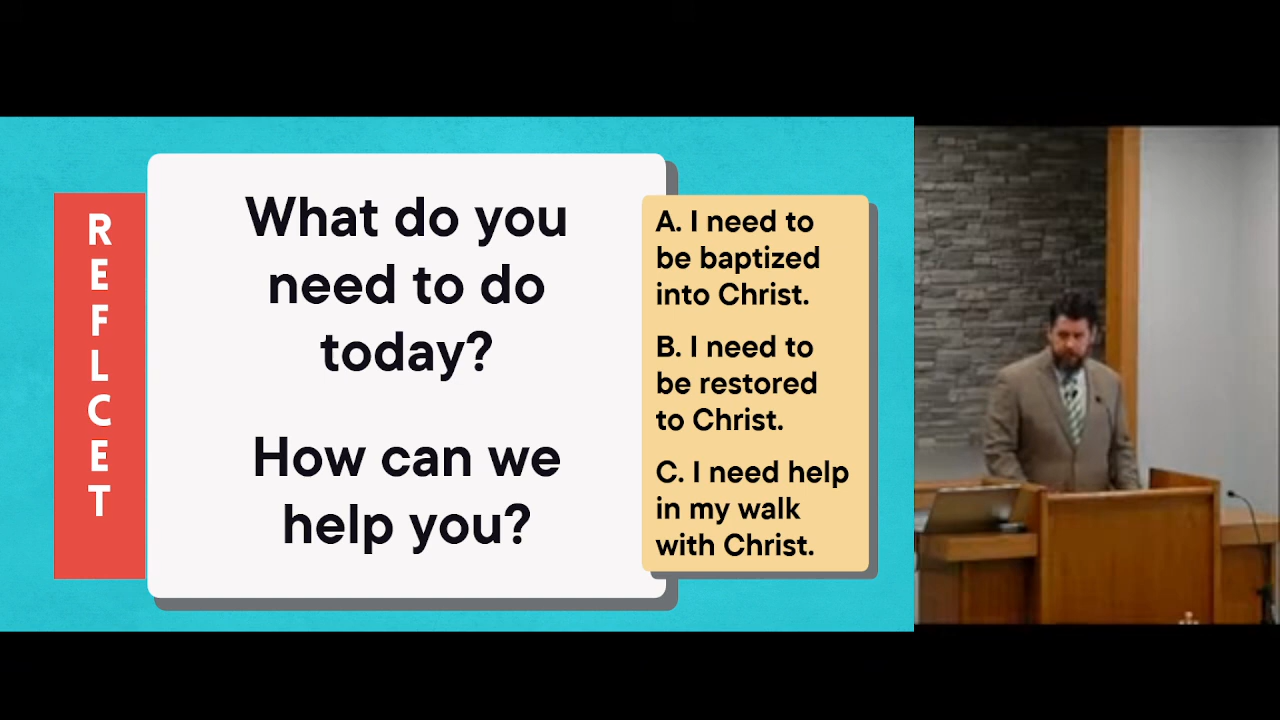 REFLCET
What do you
need to do
today?
How can we
help you?
A. I need to
be baptized
into Christ.
B. I need to
be restored
to Christ.
C. I need help
in my walk
with Christ.